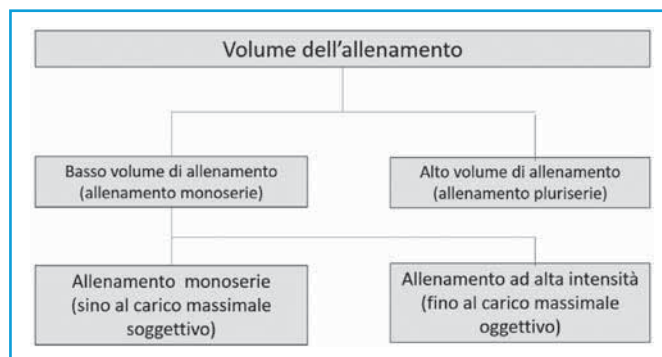 Volume dell'allenamento
Basso volume di allenamento
(allenamento monoserie)
Alto volume di allenamento
(allenamento pluriserie)
Allenamento monoserie
(sino al carico massimale
soggettivo)
Allenamento ad alta intensità
(fino al carico massimale
oggettivo)